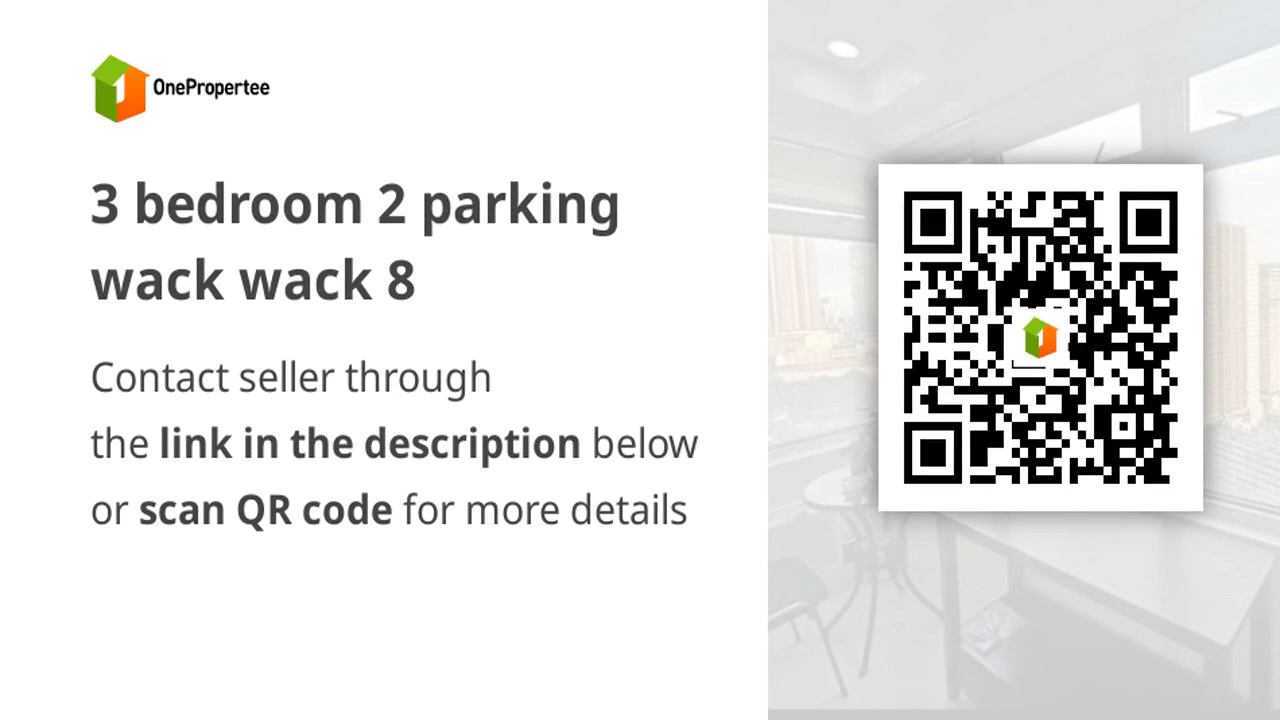 OnePropertee
3 bedroom 2 parking
wack wack 8
Contact seller through
the link in the description below
or scan QR code for more details